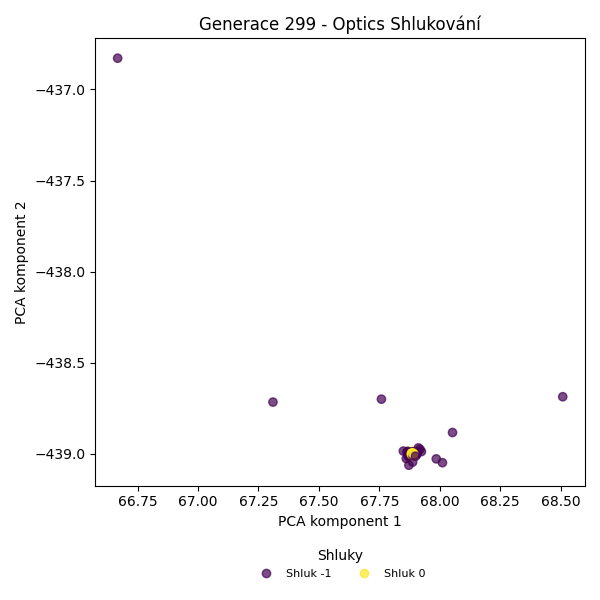 Generace 299 - Optics Shlukování
−437.0
−437.5
−438.0
−438.5
−439.0
PCA komponent 2
66.75 67.00 67.25 67.50 67.75 68.00 68.25 68.50
PCA komponent 1
Shluky
Shluk -1 Shluk 0